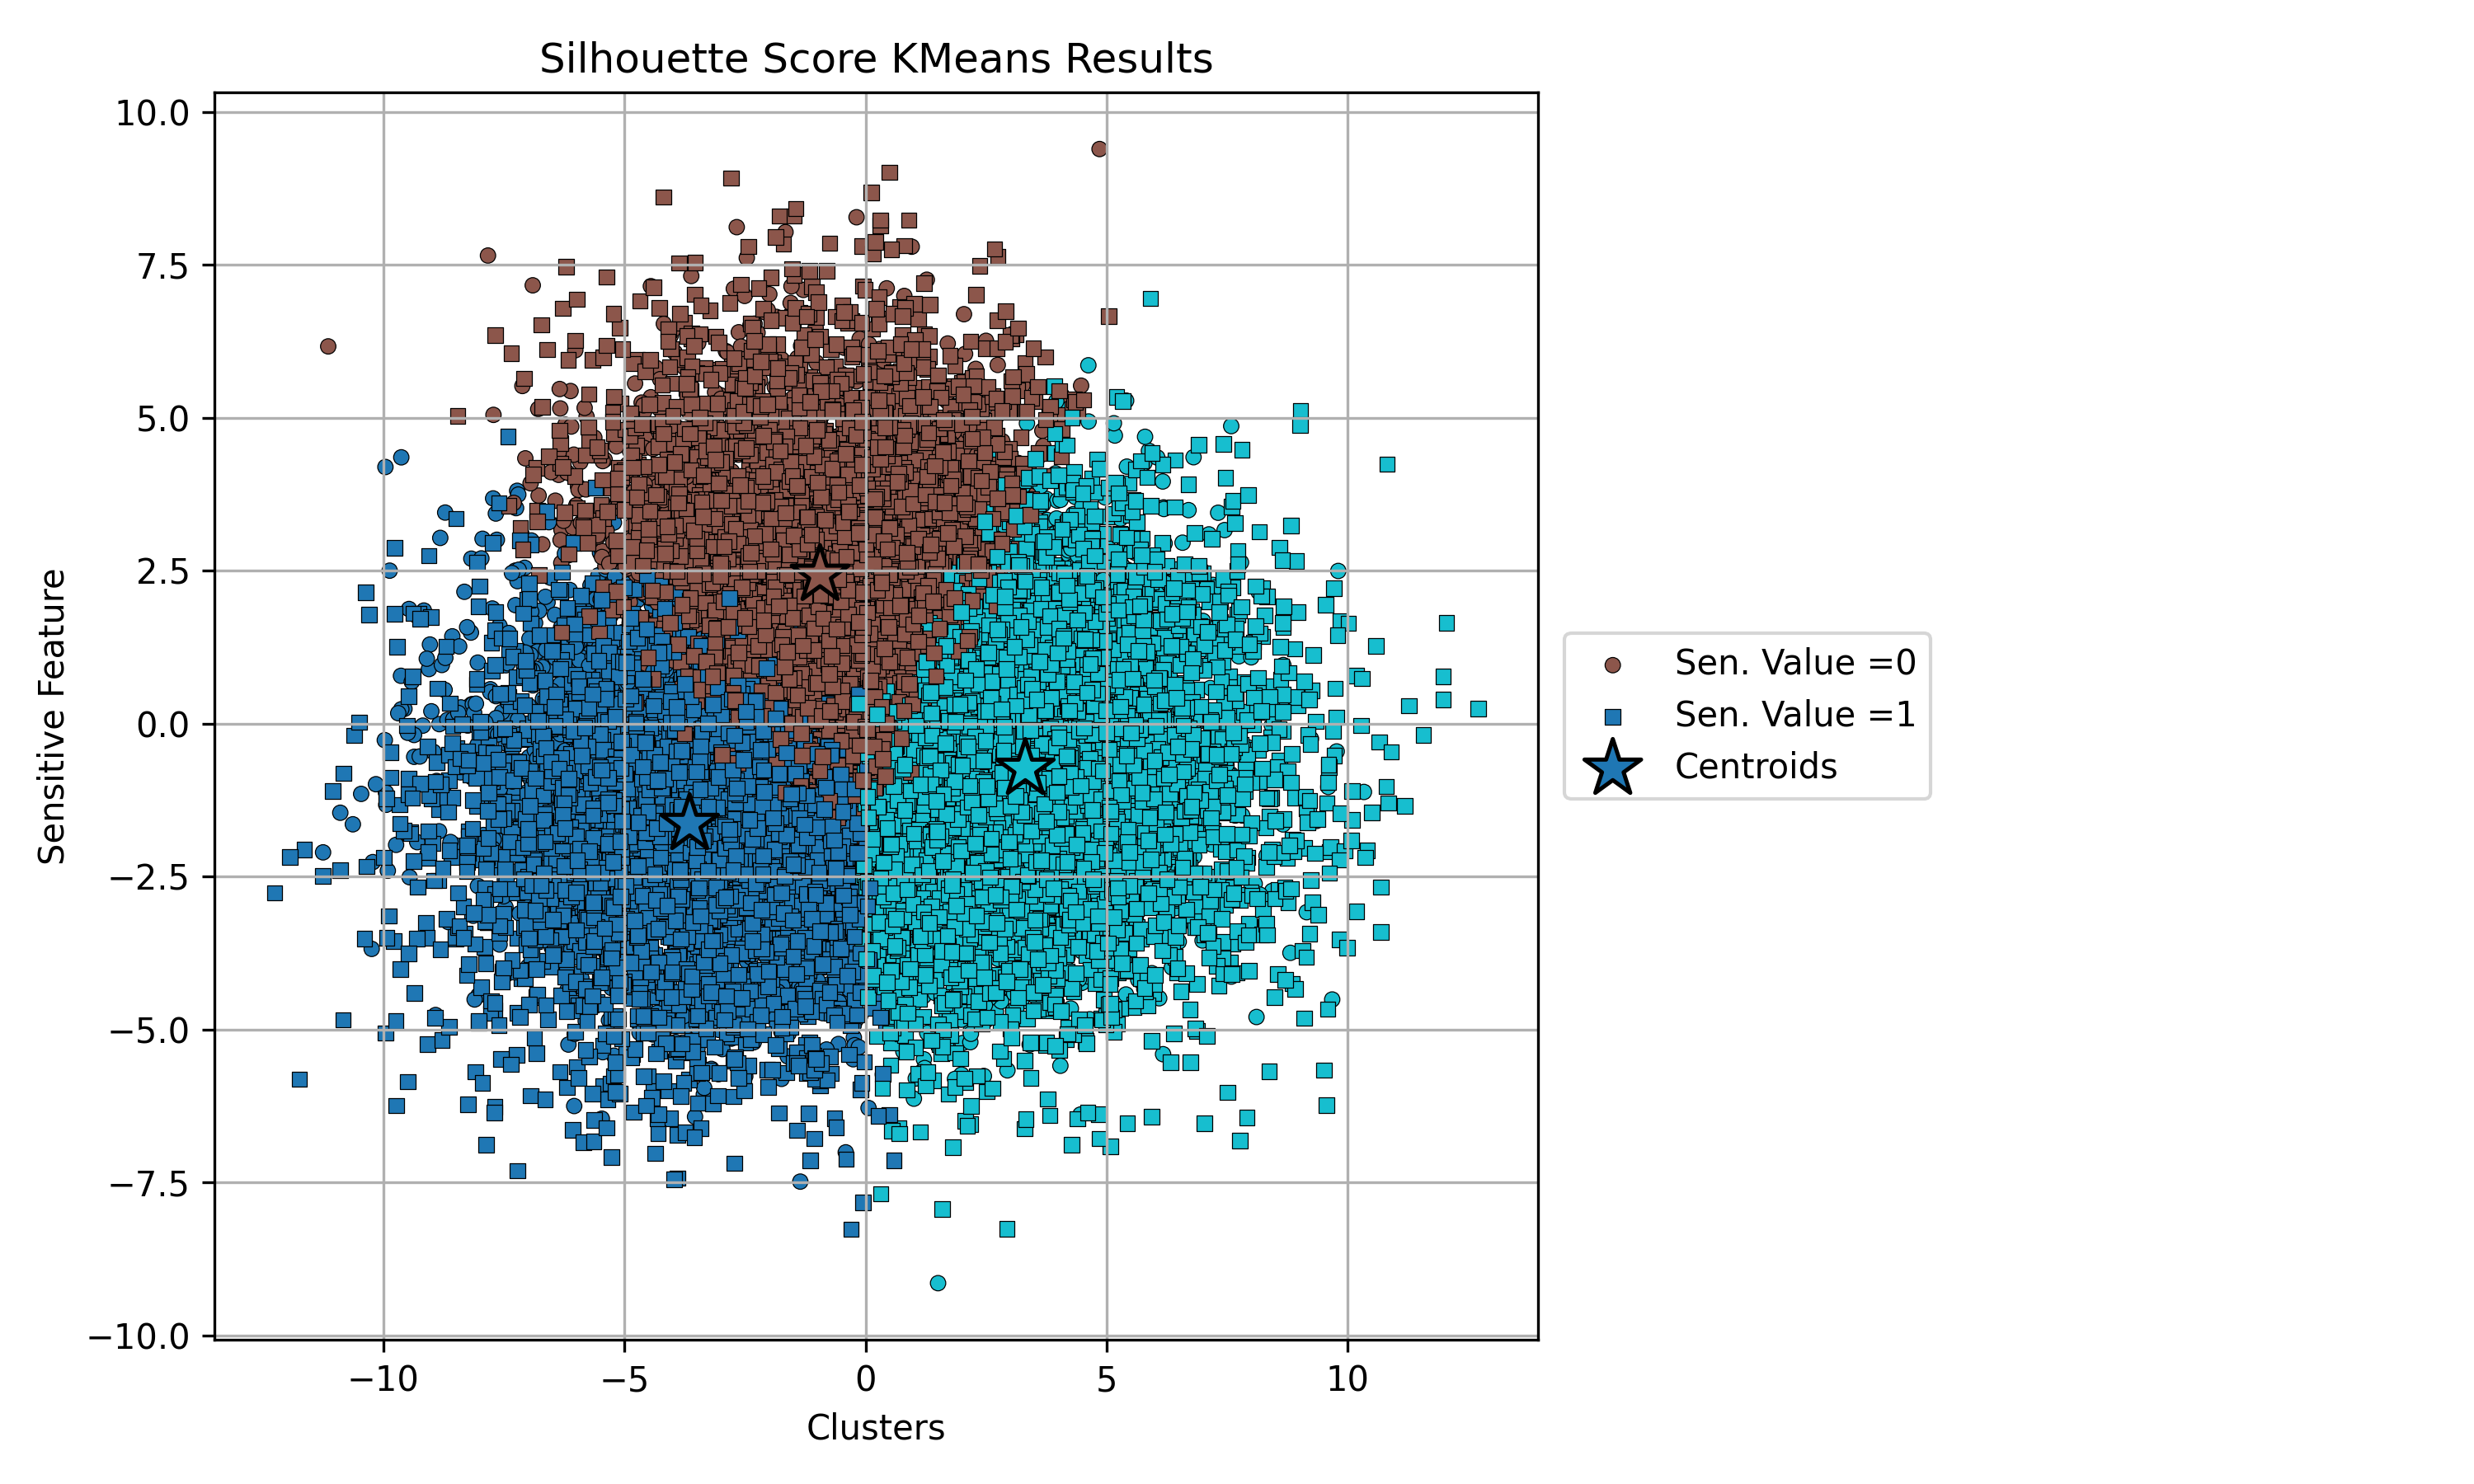 Silhouette Score KMeans Results
10.0
7.5
5.0
2.5
0.0
−2.5
−5.0
−7.5
−10.0
Sensitive Feature
−10
−5
0
5
10
Clusters
Sen. Value =0
Sen. Value =1
Centroids